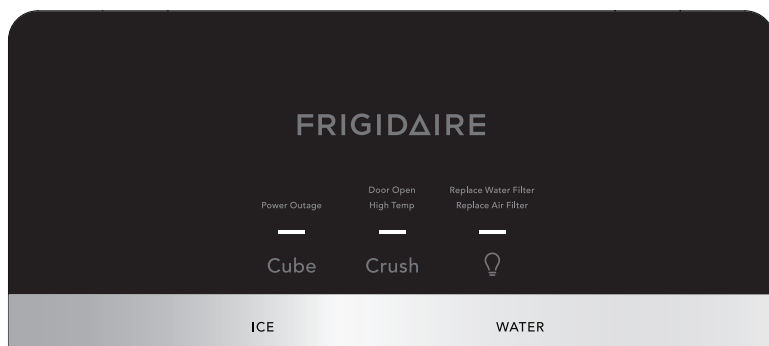 FRIGIDAIRE
Door Open Replace Water Filter
Power Outage High Temp Replace Air Filter
Cube Crush
ICE WATER